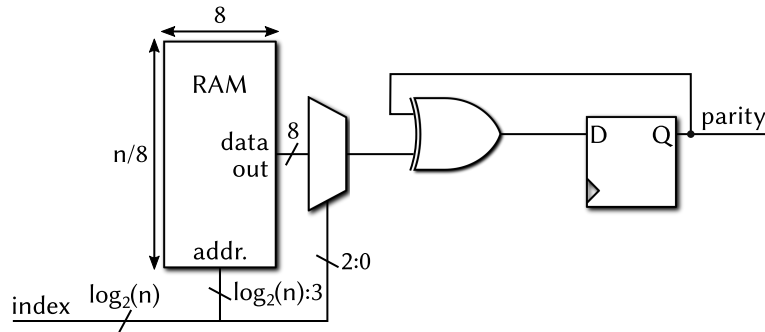 8
RAM
n/8
data
out
8
addr.
D
Q
parity
2:0
log₂(n):3
log₂(n)
index